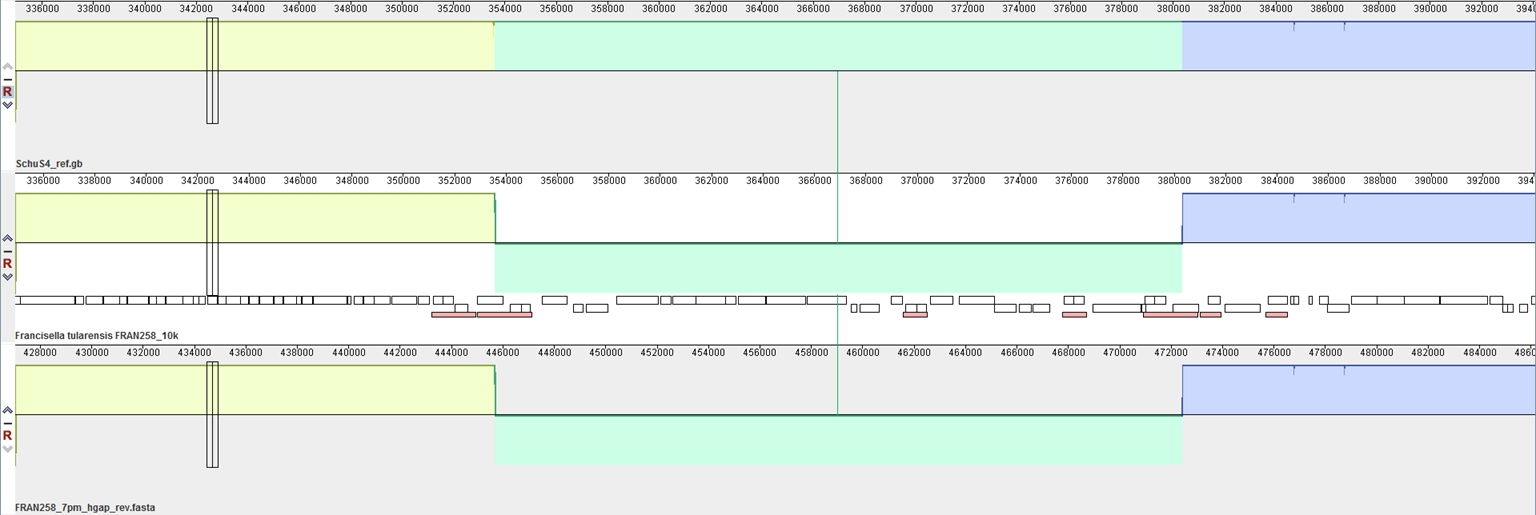 336000 338000 340000 342000 344000 346000 348000 350000 352000 354000 356000 358000 360000 362000 364000 366000 368000 370000 372000 374000 376000 378000 380000 382000 384000 386000 388000 390000 392000 394
R
SchuS4_ref.gb
336000 338000 340000 342000 344000 346000 348000 350000 352000 354000 356000 358000 360000 362000 364000 366000 368000 370000 372000 374000 376000 378000 380000 382000 384000 386000 388000 390000 392000 394
R
Francisella tularensis FRAN258_10k
428000 430000 432000 434000 436000 438000 440000 442000 444000 446000 448000 450000 452000 454000 456000 458000 460000 462000 464000 466000 468000 470000 472000 474000 476000 478000 480000 482000 484000 486
R
FRAN258_7pm_hgap_rev.fasta